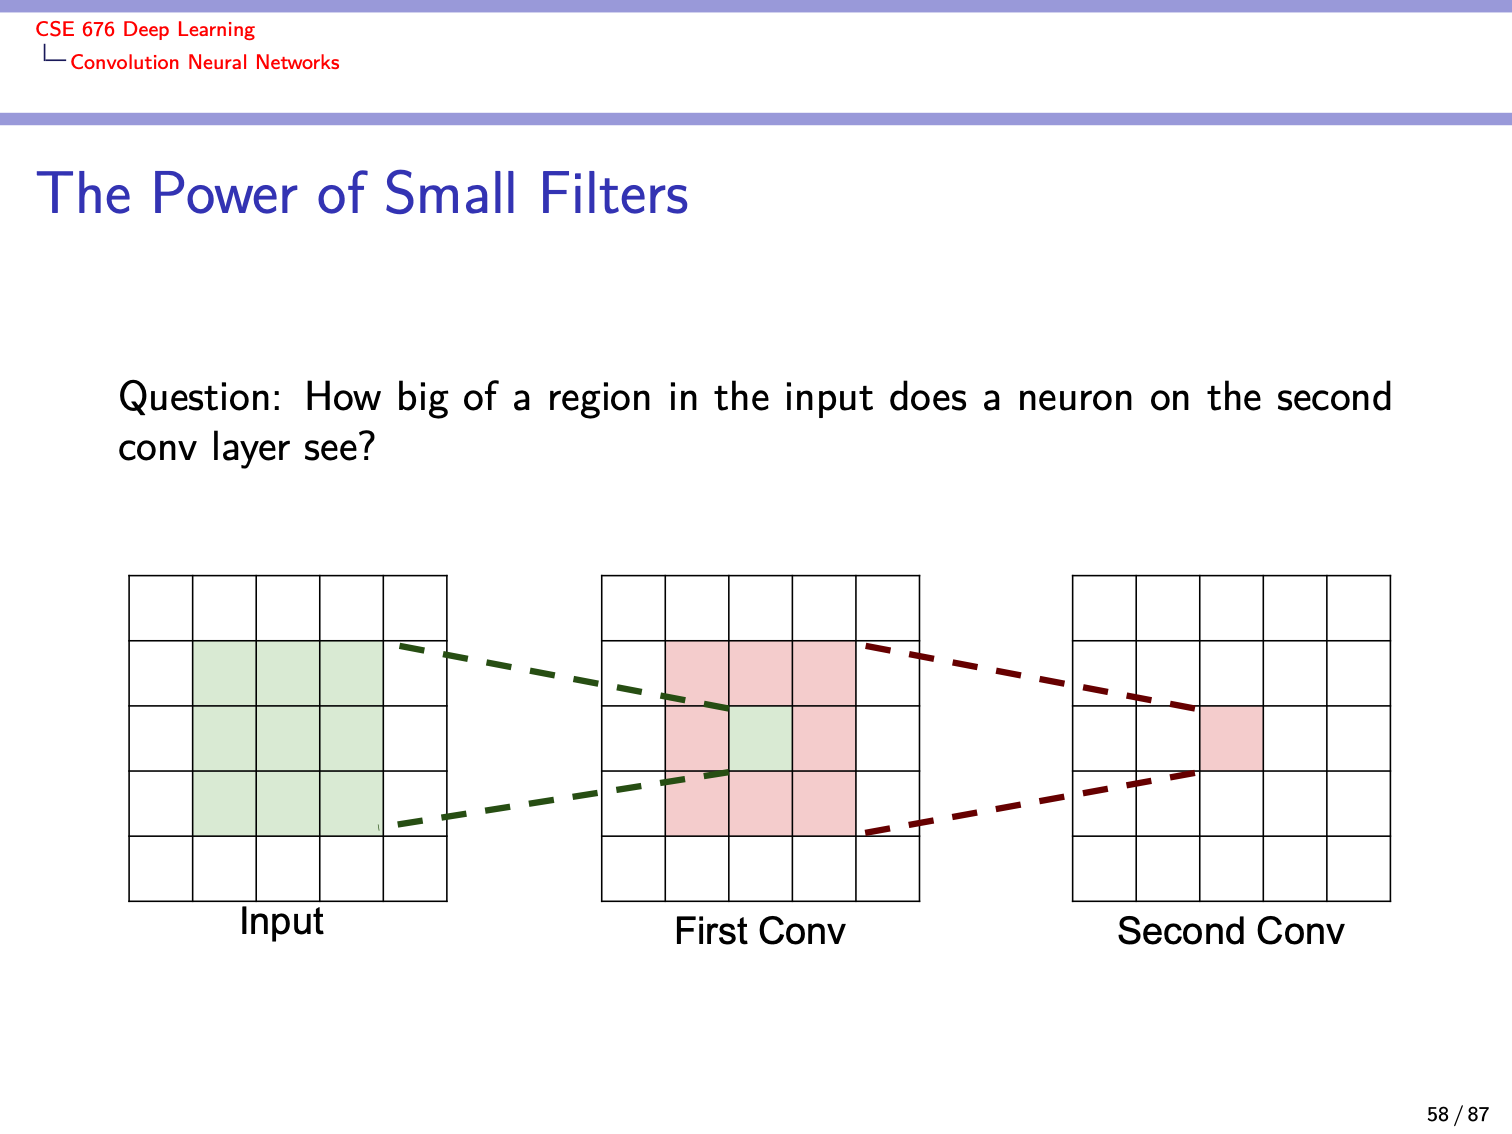 CSE 676 Deep Learning
Convolution Neural Networks
The Power of Small Filters
Question: How big of a region in the input does a neuron on the second
conv layer see?
Input
First Conv
Second Conv
58 / 87